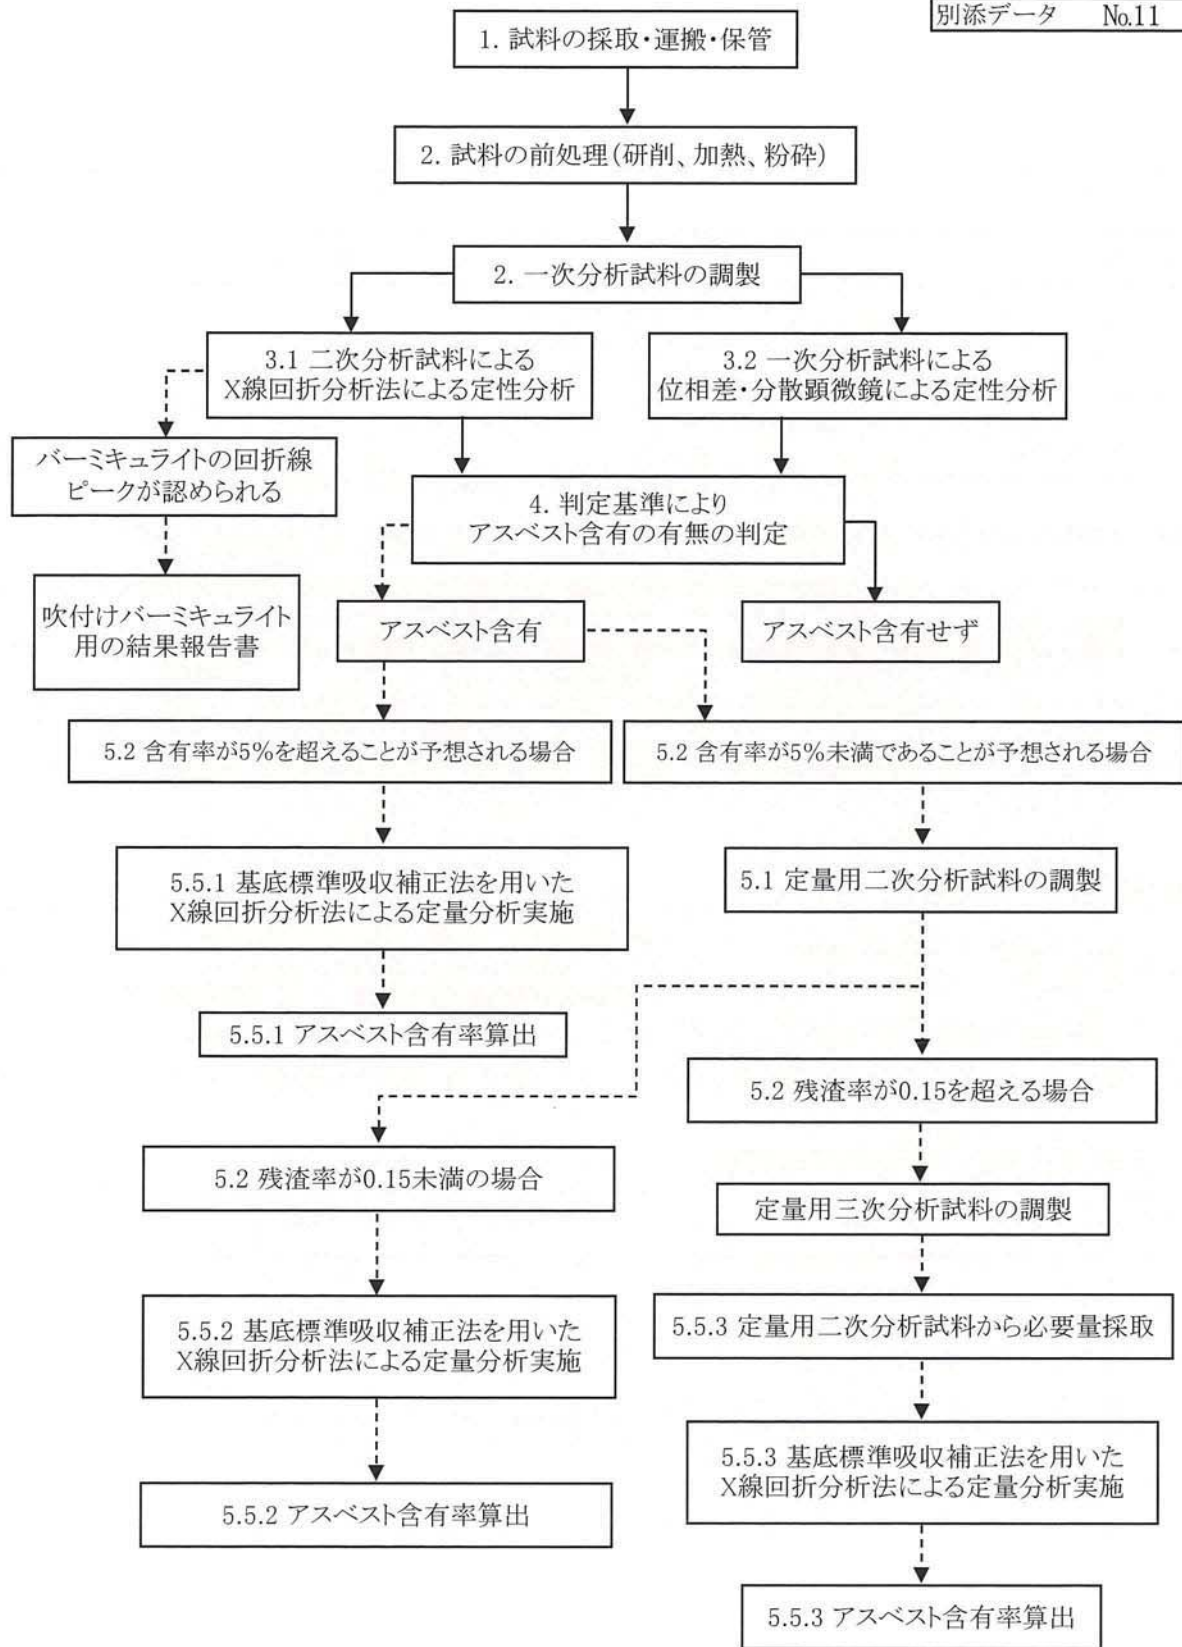 別添データ No.11
1. 試料の採取・運搬・保管
2. 試料の前処理(研削、加熱、粉砕)
2. 一次分析試料の調製
3.1 二次分析試料による
X線回折分析法による定性分析
3.2 一次分析試料による
位相差・分散顕微鏡による定性分析
バーミキュライトの回折線
ピークが認められる
4. 判定基準により
アスベスト含有の有無の判定
吹付けバーミキュライト
用の結果報告書
アスベスト含有
アスベスト含有せず
5.2 含有率が5%を超えることが予想される場合
5.2 含有率が5%未満であることが予想される場合
5.5.1 基底標準吸収補正法を用いた
X線回折分析法による定量分析実施
5.1 定量用二次分析試料の調製
5.5.1 アスベスト含有率算出
5.2 残渣率が0.15を超える場合
5.2 残渣率が0.15未満の場合
定量用三次分析試料の調製
5.5.2 基底標準吸収補正法を用いた
X線回折分析法による定量分析実施
5.5.3 定量用二次分析試料から必要量採取
5.5.3 基底標準吸収補正法を用いた
X線回折分析法による定量分析実施
5.5.2 アスベスト含有率算出
5.5.3 アスベスト含有率算出